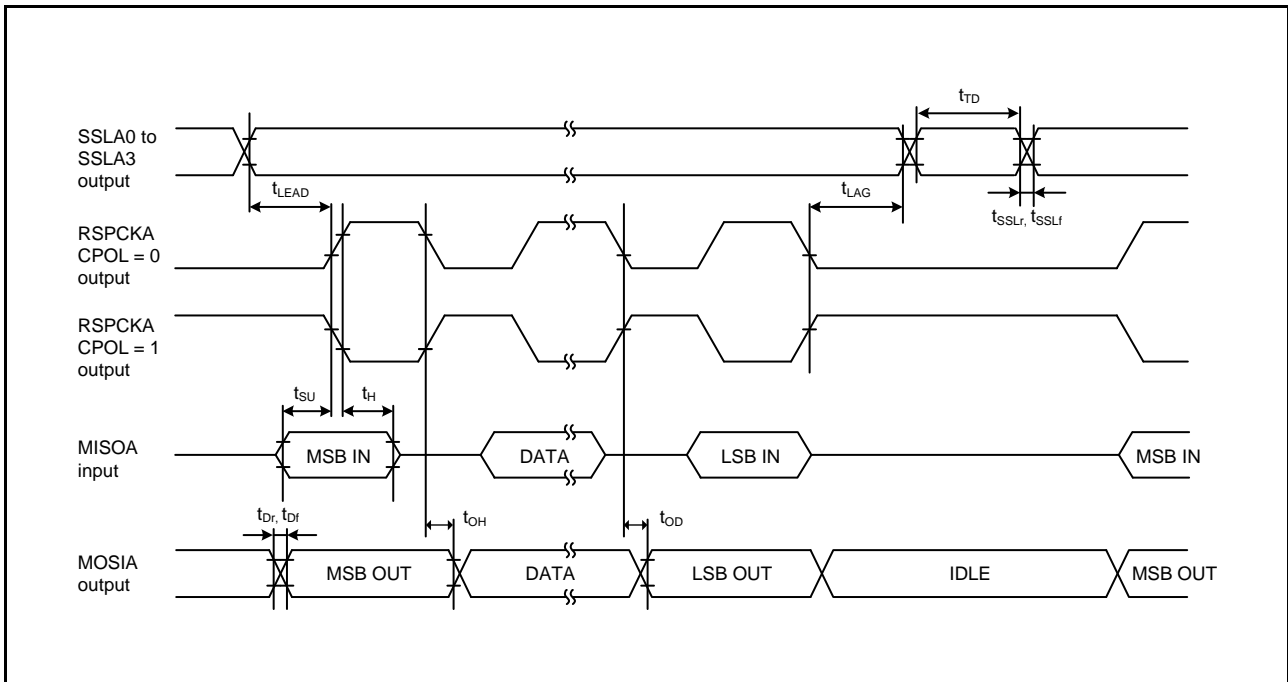 tTD
SSLA0 to
SSLA3
output
tLEAD
tLAG
tSSLr, tSSLf
RSPCKA
CPOL = 0
output
RSPCKA
CPOL = 1
output
tSU
tH
MISOA
input
MSB IN
DATA
LSB IN
MSB IN
tDr, tDf
tOH
tOD
MOSIA
output
MSB OUT
DATA
LSB OUT
IDLE
MSB OUT